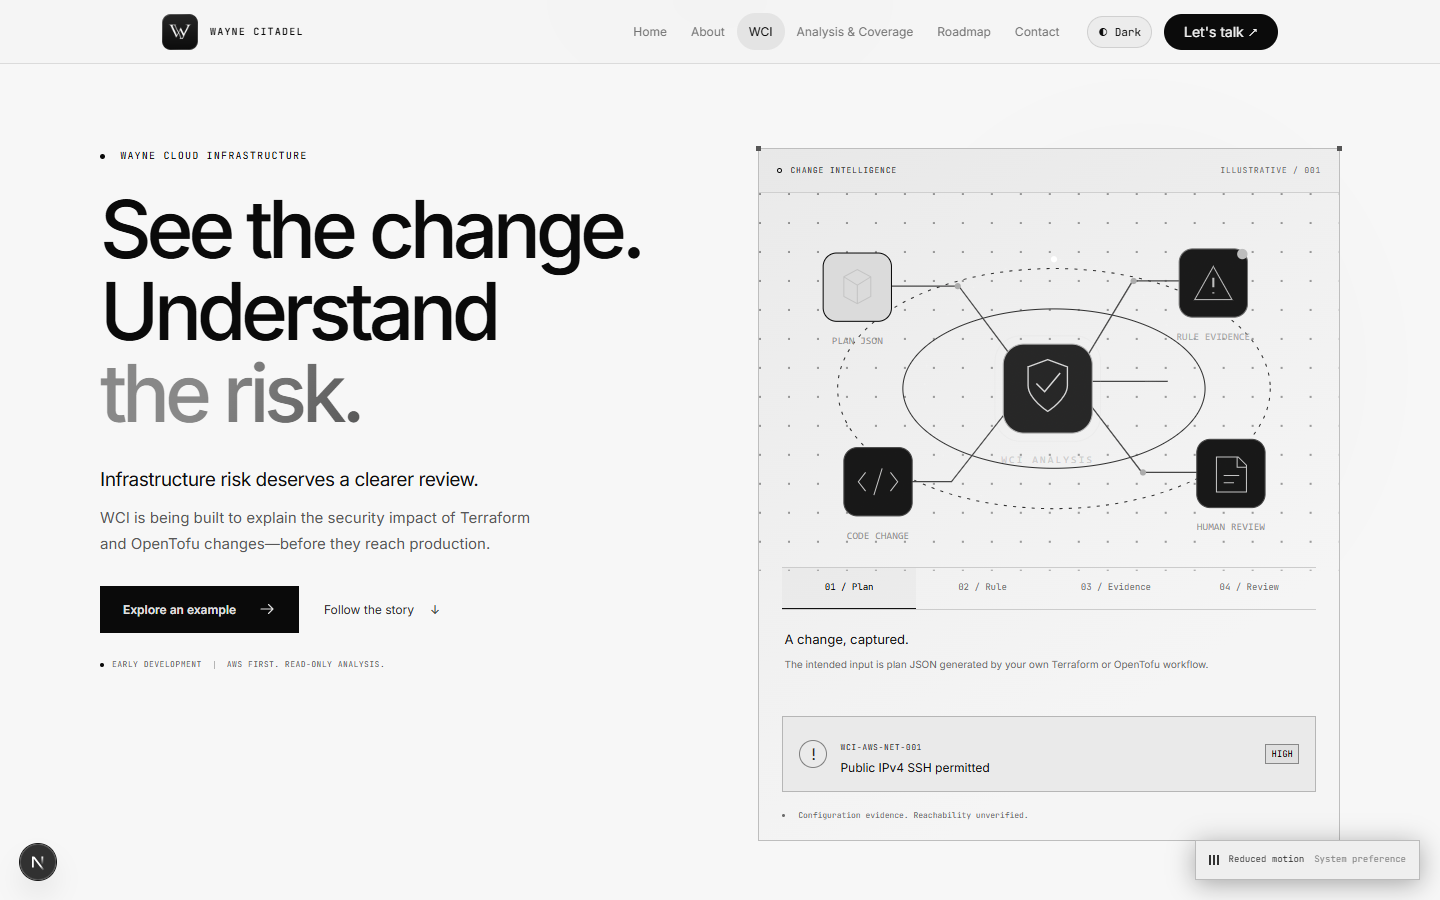 W
WAYNE CITADEL
Home
About
WCI
Analysis & Coverage
Roadmap
Contact
Dark
Let's talk ↗
WAYNE CLOUD INFRASTRUCTURE
See the change.
Understand
the risk.
Infrastructure risk deserves a clearer review.
WCI is being built to explain the security impact of Terraform
and OpenTofu changes—before they reach production.
Explore an example →
Follow the story ↓
EARLY DEVELOPMENT | AWS FIRST. READ-ONLY ANALYSIS.
CHANGE INTELLIGENCE
ILLUSTRATIVE / 001
PLAN JSON
RULE EVIDENCE
WCI ANALYSIS
CODE CHANGE
HUMAN REVIEW
01 / Plan
02 / Rule
03 / Evidence
04 / Review
A change, captured.
The intended input is plan JSON generated by your own Terraform or OpenTofu workflow.
!
WCI-AWS-NET-001
Public IPv4 SSH permitted
HIGH
Configuration evidence. Reachability unverified.
N
Reduced motion System preference